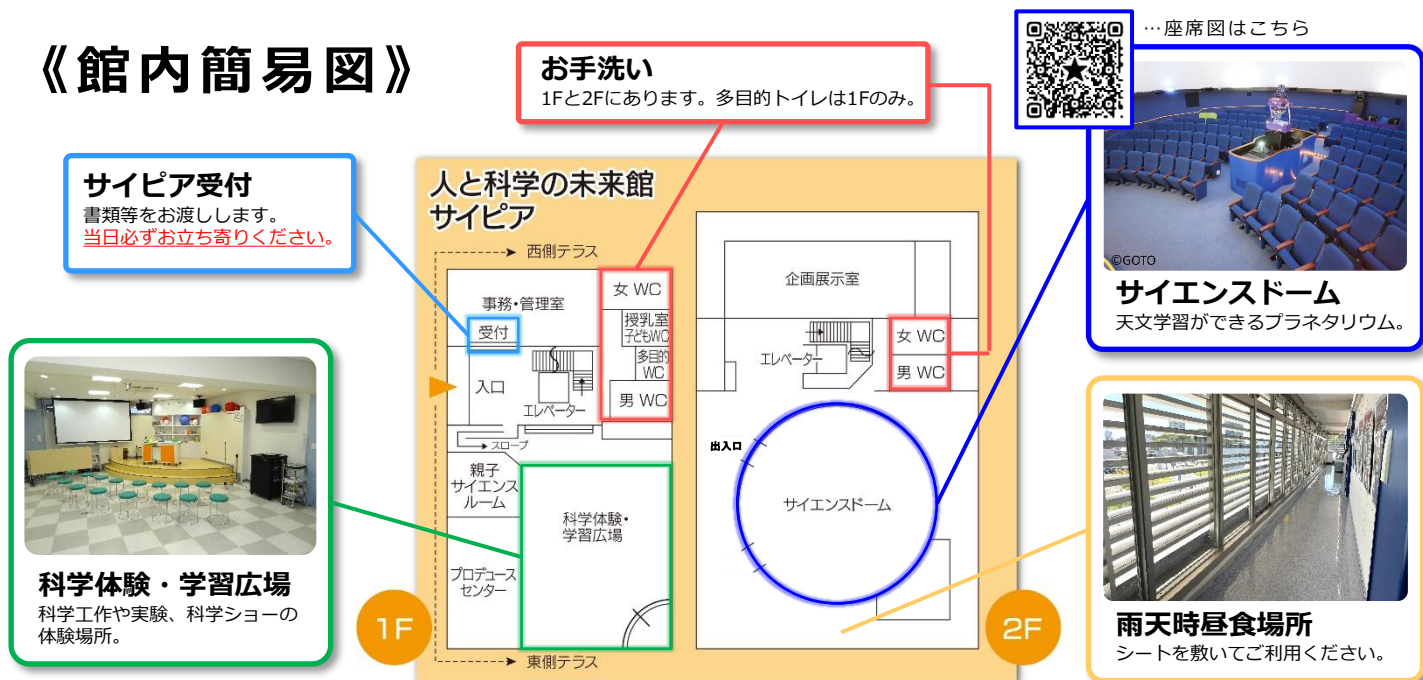 《館内簡易図》
お手洗い
1Fと2Fにあります。多目的トイレは1Fのみ。
…座席図はこちら
サイピア受付
書類等をお渡しします。
当日必ずお立ち寄りください。
©GOTO
サイエンスドーム
天文学習ができるプラネタリウム。
科学体験・学習広場
科学工作や実験、科学ショーの
体験場所。
雨天時昼食場所
シートを敷いてご利用ください。
人と科学の未来館
サイピア
西側テラス
事務・管理室
受付
女 WC
授乳室
子どもWC
多目的
WC
男 WC
入口
エレベーター
スロープ
親子
サイエンス
ルーム
科学体験・
学習広場
プロデュース
センター
東側テラス
1F
企画展示室
エレベーター
女 WC
男 WC
出入口
サイエンスドーム
2F